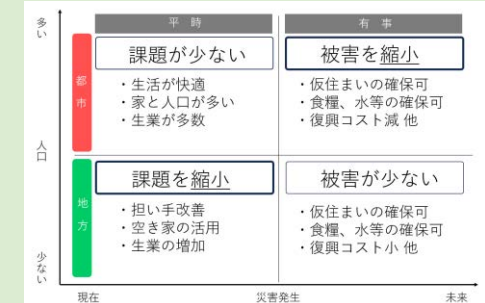 多い
人口
少ない
平時
有事
都市
課題が少ない
・生活が快適
・家と人口が多い
・生業が多数
被害を縮小
・仮住まいの確保可
・食糧、水等の確保可
・復興コスト減 他
地方
課題を縮小
・担い手改善
・空き家の活用
・生業の増加
被害が少ない
・仮住まいの確保可
・食糧、水等の確保可
・復興コスト小 他
現在
災害発生
未来